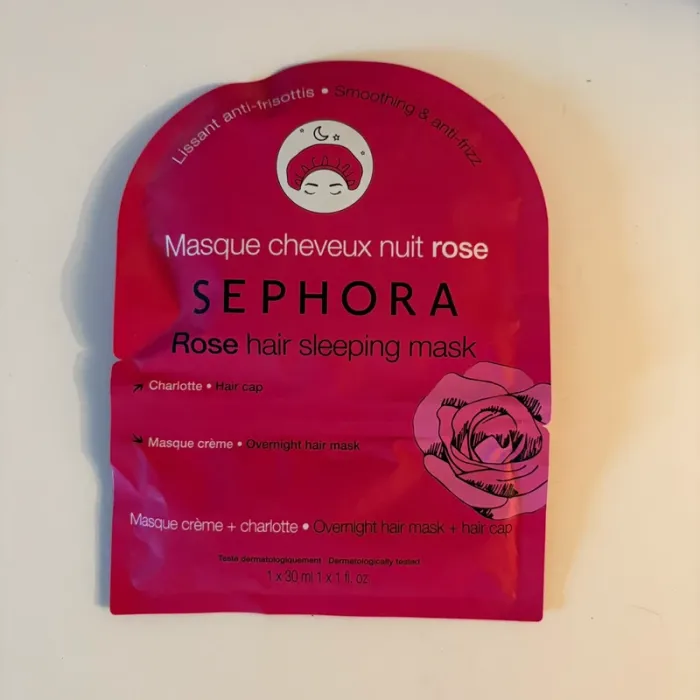 Lissant anti-frisottis • Smoothing & anti-frizz
Masque cheveux nuit rose
SEPHORA
Rose hair sleeping mask
Charlotte • Hair cap
Masque crème • Overnight hair mask
Masque crème + charlotte • Overnight hair mask + hair cap
Testé dermatologiquement · Dermatologically tested
1 x 30 ml 1 x 1 fl. oz